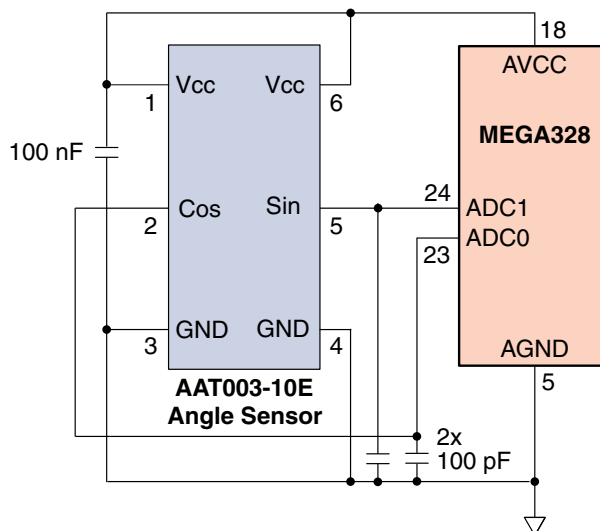 18
AVCC
MEGA328
Vcc
Vcc
1
6
100 nF
24
ADC1
Cos
Sin
2
5
ADC0
23
GND
GND
3
4
AGND
5
AAT003-10E
Angle Sensor
2x
100 pF